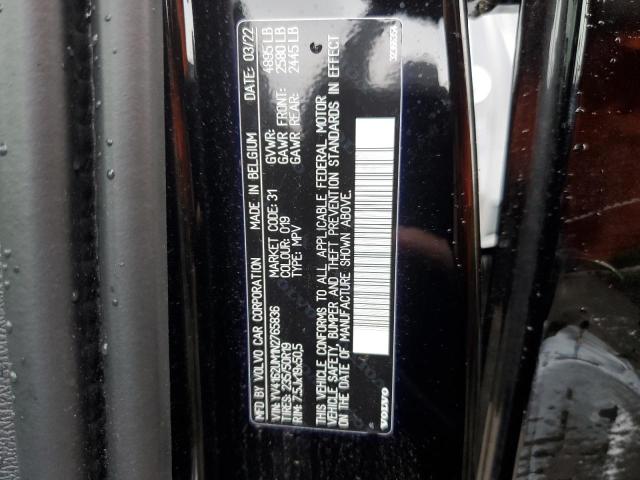 MFD. BY VOLVO CAR CORPORATION MADE IN BELGIUM DATE: 03/22
VIN: YV4162UM1N2765836 MARKET CODE: 31 GVWR: 4895 LB
TIRES: 235/50R19 COLOUR: 019 GAWR FRONT: 2580 LB
RIM: 7.5Jx19x50.5 TYPE: MPV GAWR REAR: 2445 LB
THIS VEHICLE CONFORMS TO ALL APPLICABLE FEDERAL MOTOR
VEHICLE SAFETY, BUMPER AND THEFT PREVENTION STANDARDS IN EFFECT
ON THE DATE OF MANUFACTURE SHOWN ABOVE.
VOLVO